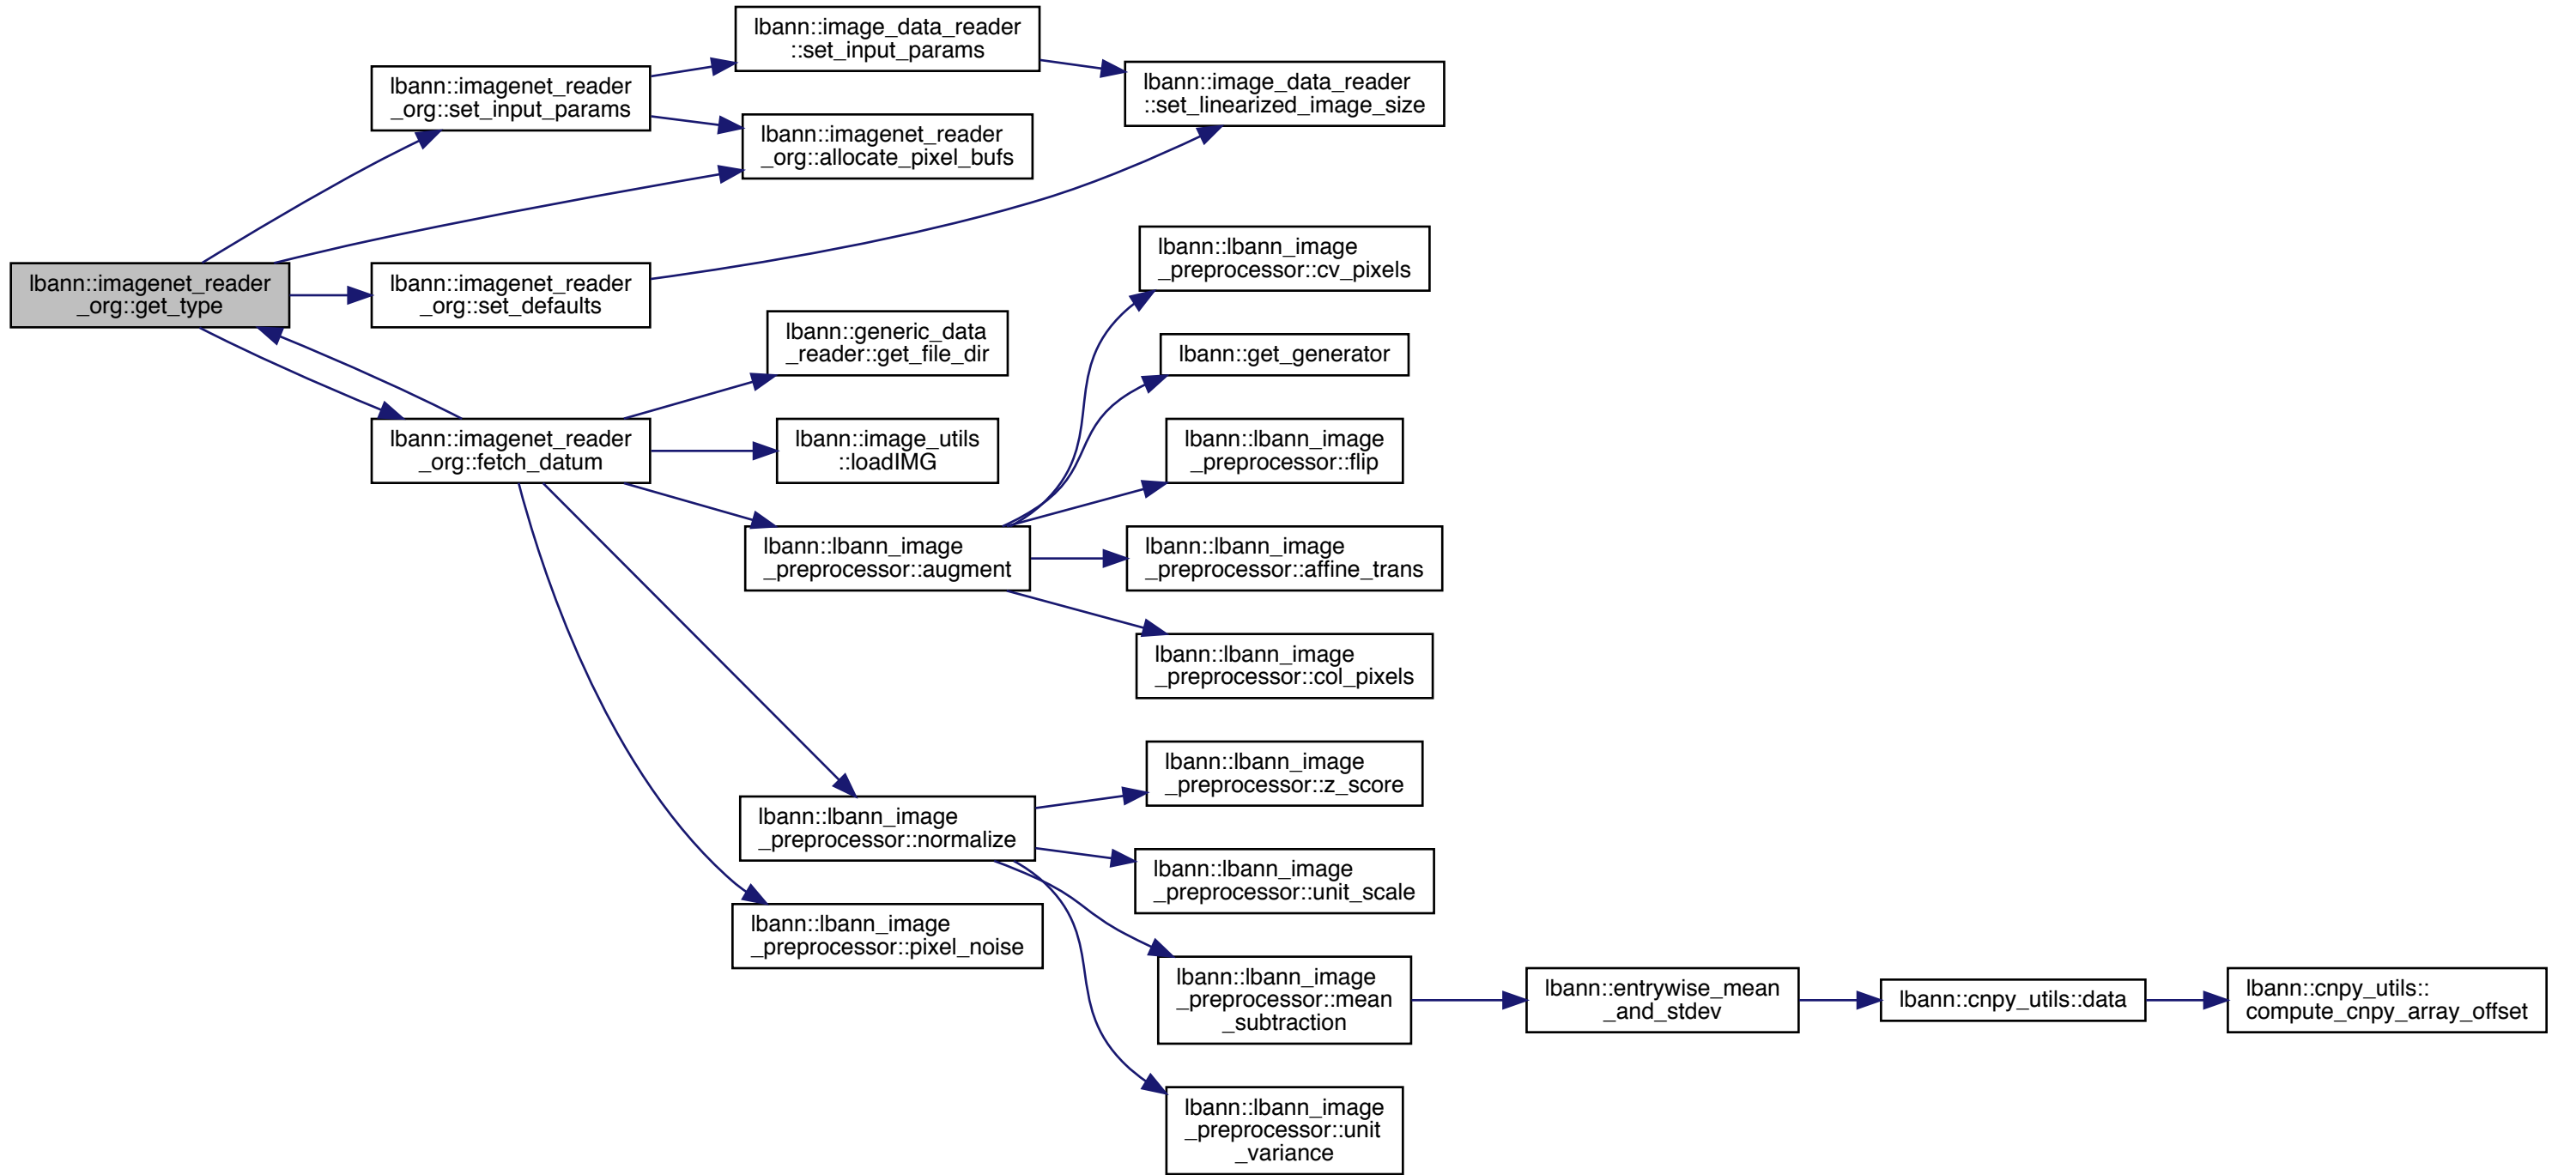 lbann::image_data_reader
::set_input_params
lbann::imagenet_reader
_org::set_input_params
lbann::image_data_reader
::set_linearized_image_size
lbann::imagenet_reader
_org::allocate_pixel_bufs
lbann::imagenet_reader
_org::get_type
lbann::imagenet_reader
_org::set_defaults
lbann::lbann_image
_preprocessor::cv_pixels
lbann::generic_data
_reader::get_file_dir
lbann::get_generator
lbann::imagenet_reader
_org::fetch_datum
lbann::image_utils
::loadIMG
lbann::lbann_image
_preprocessor::flip
lbann::lbann_image
_preprocessor::augment
lbann::lbann_image
_preprocessor::affine_trans
lbann::lbann_image
_preprocessor::col_pixels
lbann::lbann_image
_preprocessor::z_score
lbann::lbann_image
_preprocessor::normalize
lbann::lbann_image
_preprocessor::unit_scale
lbann::lbann_image
_preprocessor::pixel_noise
lbann::lbann_image
_preprocessor::mean
_subtraction
lbann::entrywise_mean
_and_stdev
lbann::cnpy_utils::data
lbann::cnpy_utils::
compute_cnpy_array_offset
lbann::lbann_image
_preprocessor::unit
_variance